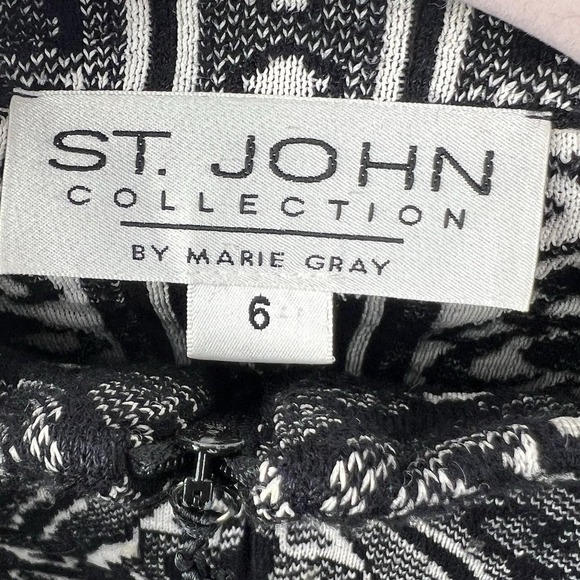 ST. JOHN
COLLECTION
BY MARIE GRAY
6